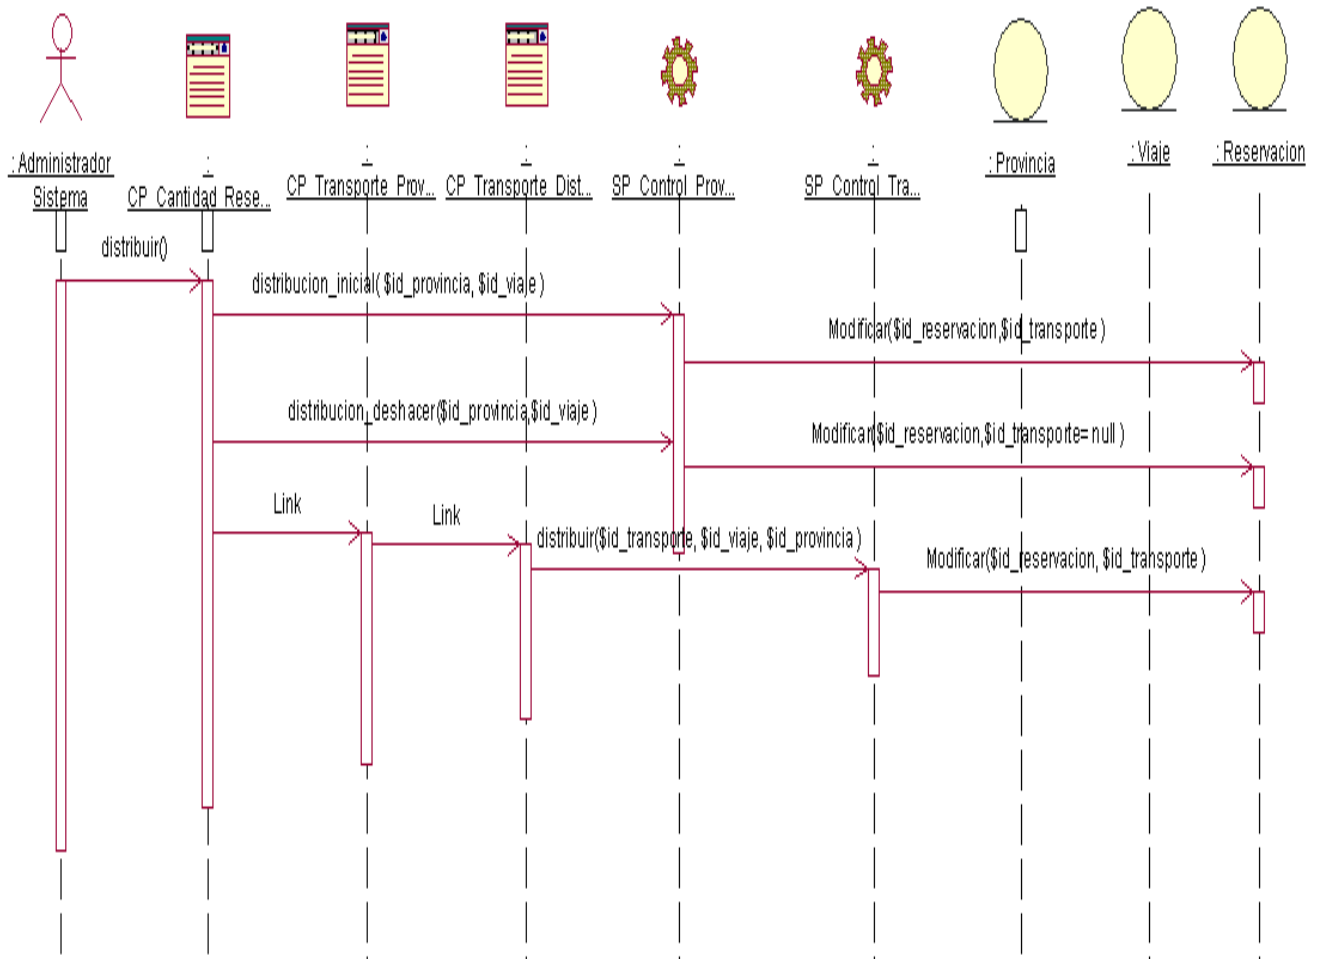 : Administrador
Sistema
:
CP_Cantidad_Rese...
:
CP_Transporte_Prov...
:
CP_Transporte_Dist...
:
SP_Control_Prov...
:
SP_Control_Tra...
: Provincia
: Viaje
: Reservacion
distribuir()
distribucion_inicial( $id_provincia, $id_viaje )
Modificar($id_reservacion,$id_transporte )
distribucion_deshacer($id_provincia,$id_viaje )
Modificar($id_reservacion,$id_transporte= null )
Link
Link
distribuir($id_transporte, $id_viaje, $id_provincia )
Modificar($id_reservacion, $id_transporte )